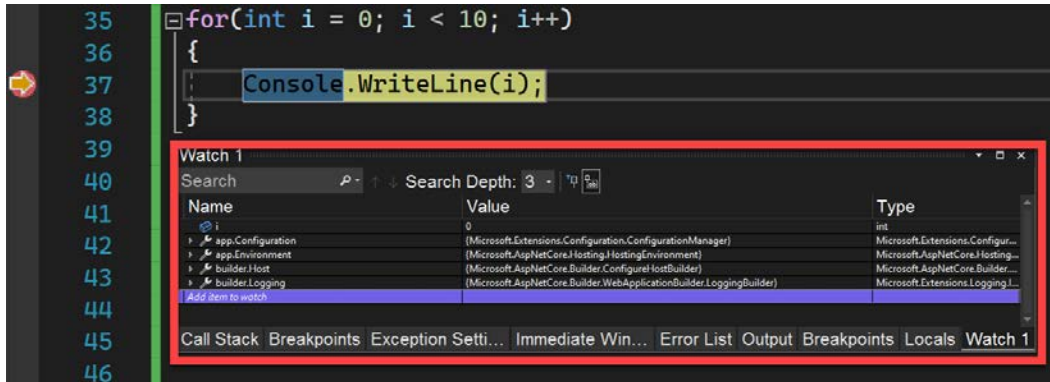 35 for(int i = 0; i < 10; i++)
36 {
37 Console.WriteLine(i);
38 }
39
40
41
42
43
44
45
46
Watch 1
Search Search Depth: 3
Name Value Type
i 0 int
app.Configuration {Microsoft.Extensions.Configuration.ConfigurationManager} Microsoft.Extensions.Configur...
app.Environment {Microsoft.AspNetCore.Hosting.HostingEnvironment} Microsoft.AspNetCore.Hosting...
builder.Host {Microsoft.AspNetCore.Builder.ConfigureHostBuilder} Microsoft.AspNetCore.Builder....
builder.Logging {Microsoft.AspNetCore.Builder.WebApplicationBuilder.LoggingBuilder} Microsoft.Extensions.Logging.I...
Add item to watch
Call Stack Breakpoints Exception Setti... Immediate Win... Error List Output Breakpoints Locals Watch 1